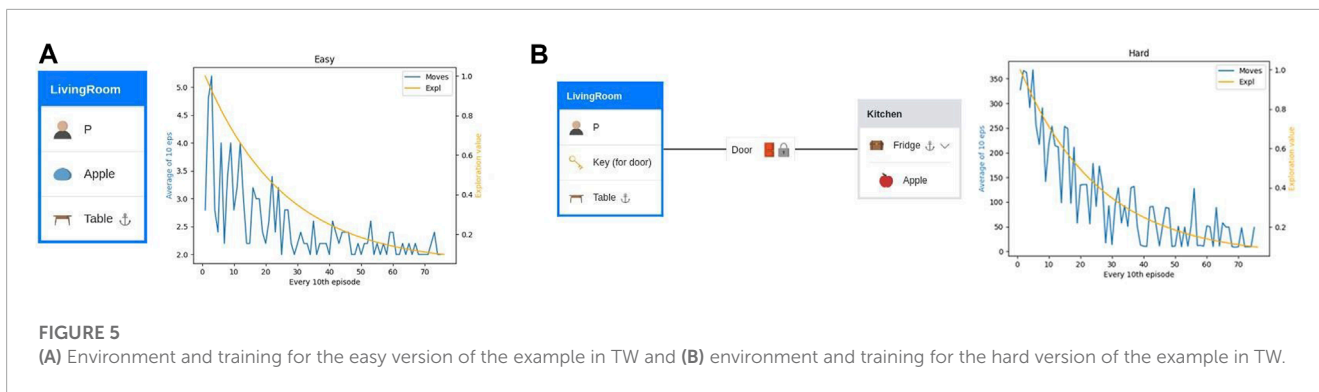 A
LivingRoom
P
Apple
Table
Easy
Moves
Expl
Average of 10 eps
5.0
4.5
4.0
3.5
3.0
2.5
2.0
0 10 20 30 40 50 60 70
Every 10th episode
1.0
0.8
0.6
0.4
0.2
Exploration value
B
LivingRoom
P
Key (for door)
Table
Door
Kitchen
Fridge
Apple
Hard
Moves
Expl
Average of 10 eps
350
300
250
200
150
100
50
0
0 10 20 30 40 50 60 70
Every 10th episode
1.0
0.8
0.6
0.4
0.2
Exploration value
FIGURE 5
(A) Environment and training for the easy version of the example in TW and (B) environment and training for the hard version of the example in TW.